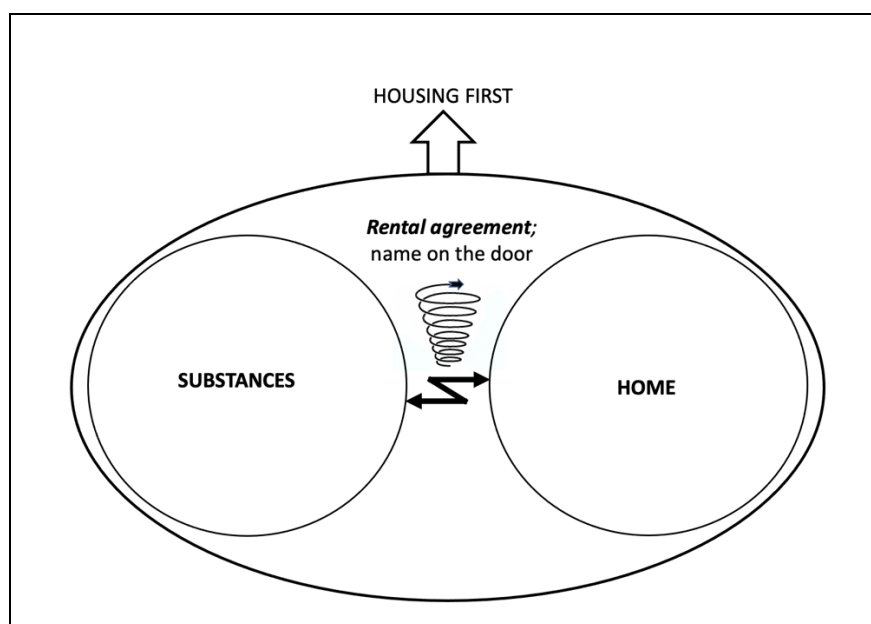 HOUSING FIRST
Rental agreement;
name on the door
SUBSTANCES
HOME